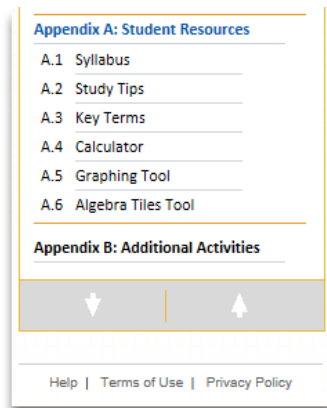 Appendix A: Student Resources
A.1 Syllabus
A.2 Study Tips
A.3 Key Terms
A.4 Calculator
A.5 Graphing Tool
A.6 Algebra Tiles Tool
Appendix B: Additional Activities
Help | Terms of Use | Privacy Policy